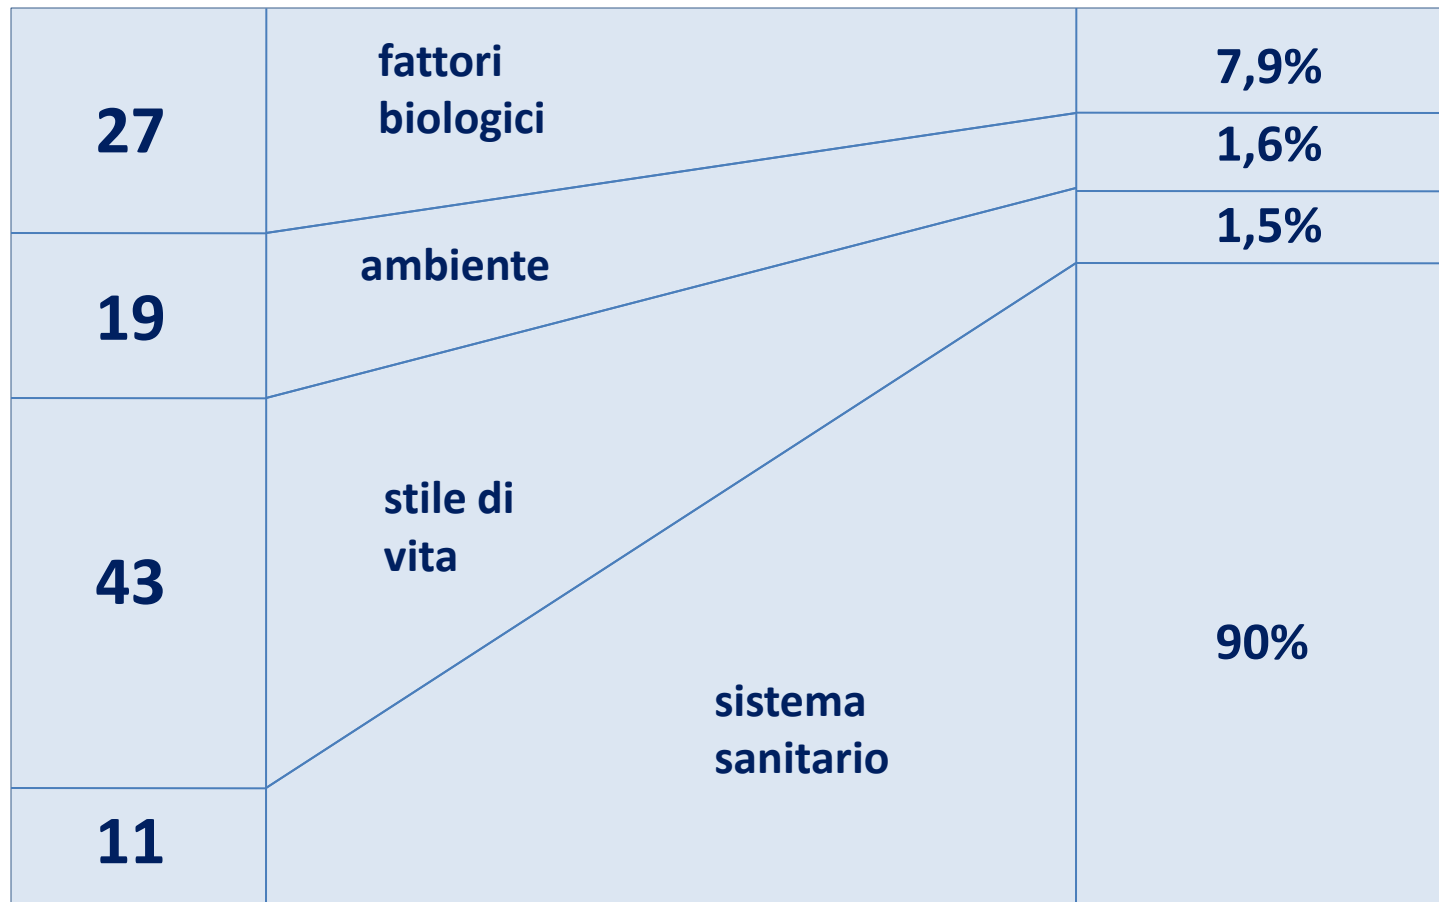 27
fattori
biologici
7,9%
1,6%
19
ambiente
1,5%
43
stile di
vita
90%
sistema
sanitario
11